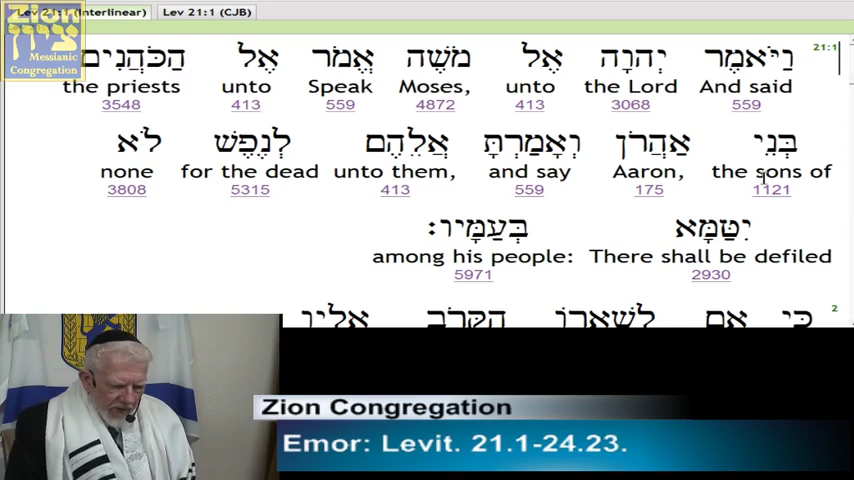 Lev 21:1 (Interlinear) Lev 21:1 (CJB)
Zion
ציון
Messianic
Congregation
21:1 וַיֹּאמֶר יְהוָה אֶל מֹשֶׁה אֱמֹר אֶל הַכֹּהֲנִים
the priests unto Speak Moses, unto the Lord And said
3548 413 559 4872 413 3068 559
בְּנֵי אַהֲרֹן וְאָמַרְתָּ אֲלֵהֶם לְנֶפֶשׁ לֹא
none for the dead unto them, and say Aaron, the sons of
3808 5315 413 559 175 1121
יִטַּמָּא בְּעַמָּיו׃
among his people: There shall be defiled
5971 2930
2 כִּי אִם לִשְׁאֵרוֹ הַקָּרֹב אֵלָיו
Zion Congregation
Emor: Levit. 21.1-24.23.